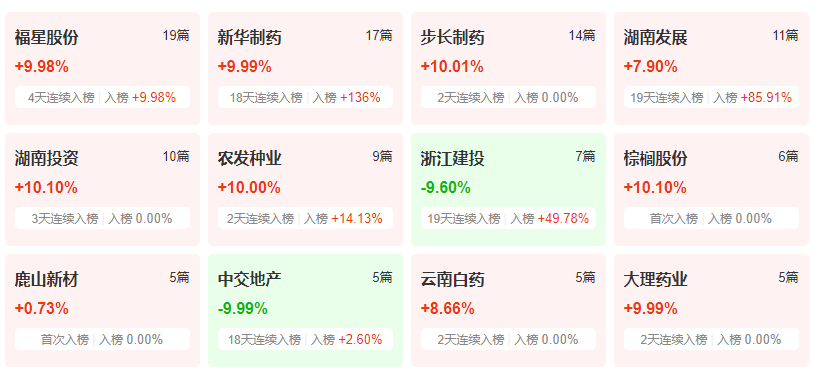 福星股份 19篇
+9.98%
4天连续入榜 | 入榜 +9.98%
新华制药 17篇
+9.99%
18天连续入榜 | 入榜 +136%
步长制药 14篇
+10.01%
2天连续入榜 | 入榜 0.00%
湖南发展 11篇
+7.90%
19天连续入榜 | 入榜 +85.91%
湖南投资 10篇
+10.10%
3天连续入榜 | 入榜 0.00%
农发种业 9篇
+10.00%
2天连续入榜 | 入榜 +14.13%
浙江建投 7篇
-9.60%
19天连续入榜 | 入榜 +49.78%
棕榈股份 6篇
+10.10%
首次入榜 | 入榜 0.00%
鹿山新材 5篇
+0.73%
首次入榜 | 入榜 0.00%
中交地产 5篇
-9.99%
18天连续入榜 | 入榜 +2.60%
云南白药 5篇
+8.66%
2天连续入榜 | 入榜 0.00%
大理药业 5篇
+9.99%
2天连续入榜 | 入榜 0.00%